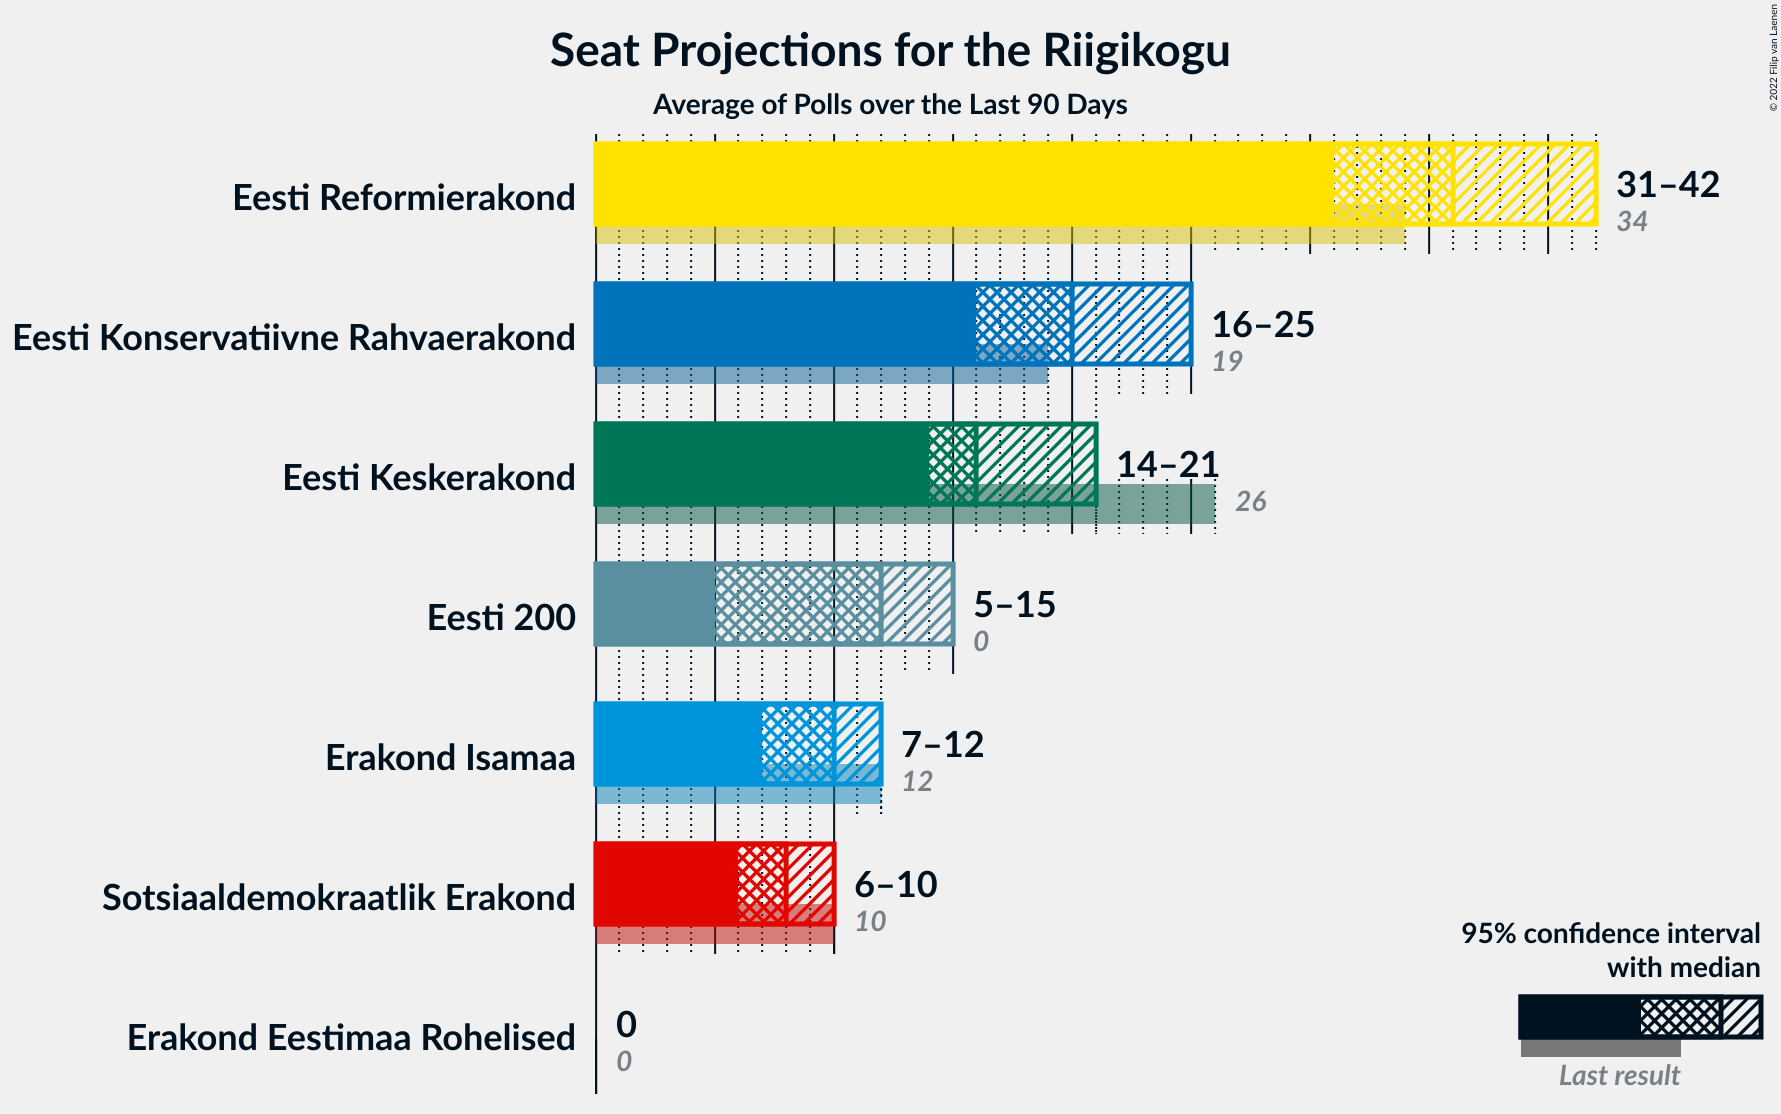 Seat Projections for the Riigikogu
Average of Polls over the Last 90 Days
© 2022 Filip van Laenen
Eesti Reformierakond
31–42
34
Eesti Konservatiivne Rahvaerakond
16–25
19
Eesti Keskerakond
14–21
26
Eesti 200
5–15
0
Erakond Isamaa
7–12
12
Sotsiaaldemokraatlik Erakond
6–10
10
Erakond Eestimaa Rohelised
0
0
95% confidence interval
with median
Last result